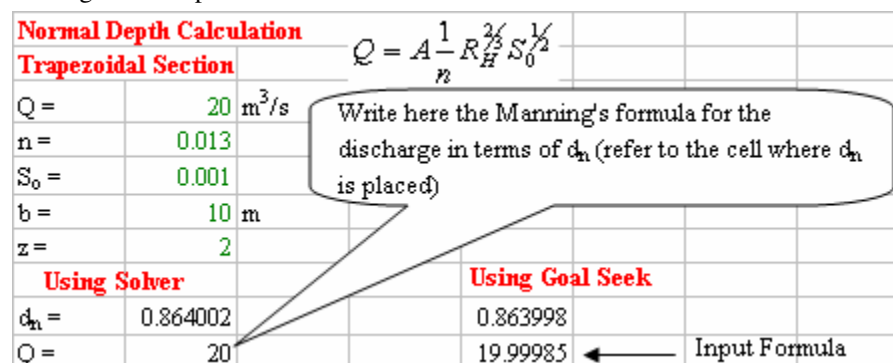 Normal Depth Calculation
Trapezoidal Section
Q = A 1/n R_H^2/3 S_0^1/2
Q = 20 m³/s
n = 0.013
S₀ = 0.001
b = 10 m
z = 2
Write here the Manning's formula for the
discharge in terms of dₙ (refer to the cell where dₙ
is placed)
Using Solver Using Goal Seek
dₙ = 0.864002 0.863998
Q = 20 19.99985 Input Formula